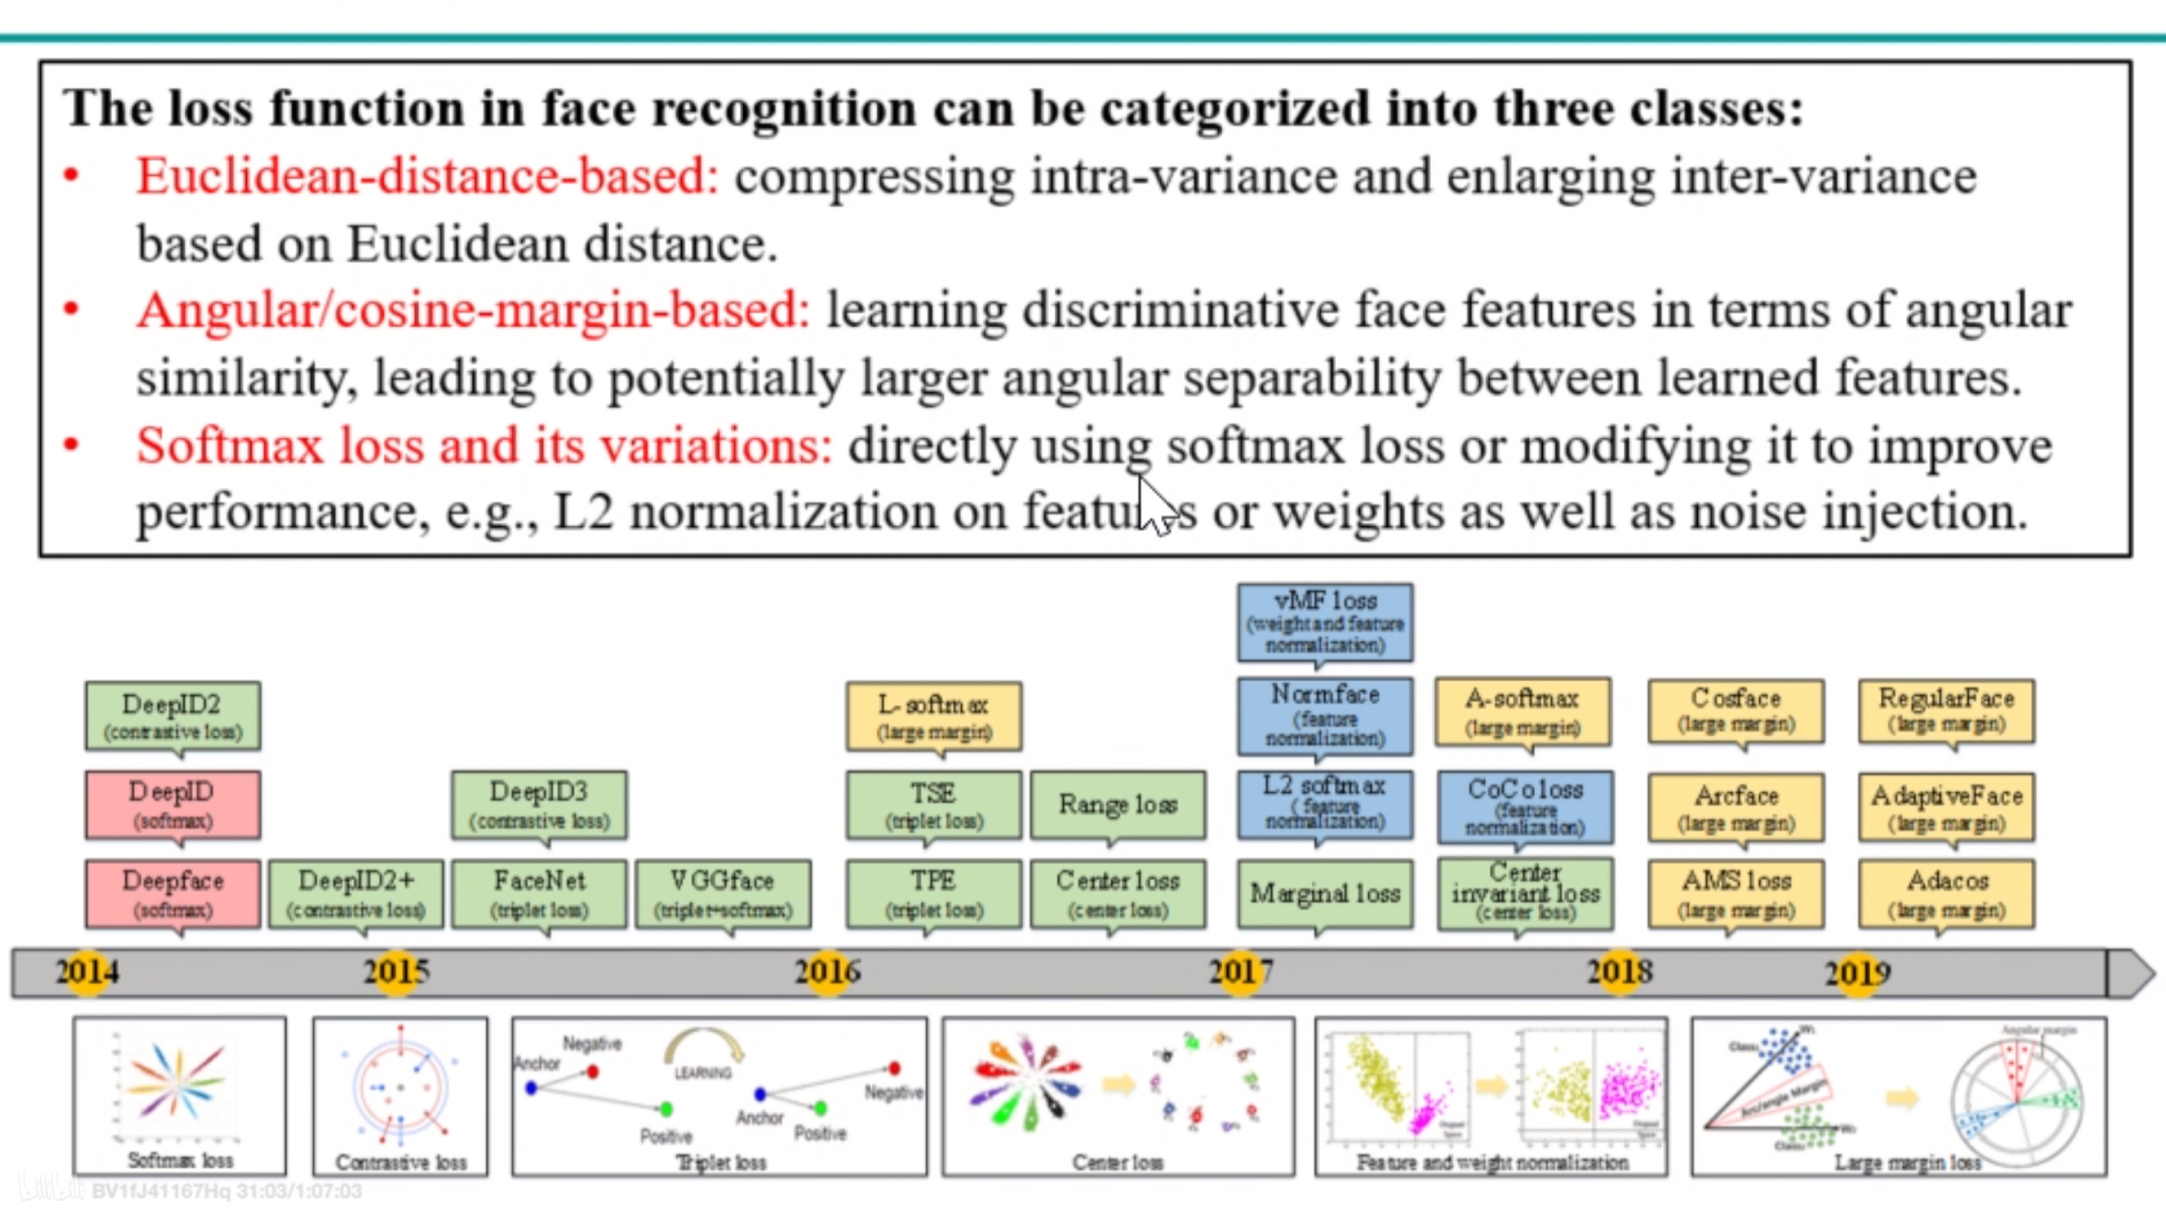 The loss function in face recognition can be categorized into three classes:
• Euclidean-distance-based: compressing intra-variance and enlarging inter-variance
based on Euclidean distance.
• Angular/cosine-margin-based: learning discriminative face features in terms of angular
similarity, leading to potentially larger angular separability between learned features.
• Softmax loss and its variations: directly using softmax loss or modifying it to improve
performance, e.g., L2 normalization on features or weights as well as noise injection.
vMF loss
(weight and feature
normalization)
DeepID2
(contrastive loss)
L-softmax
(large margin)
Normface
(feature
normalization)
A-softmax
(large margin)
Cosface
(large margin)
RegularFace
(large margin)
DeepID
(softmax)
DeepID3
(contrastive loss)
TSE
(triplet loss)
Range loss
L2 softmax
( feature
normalization)
CoCo loss
(feature
normalization)
Arcface
(large margin)
AdaptiveFace
(large margin)
Deepface
(softmax)
DeepID2+
(contrastive loss)
FaceNet
(triplet loss)
VGGface
(triplet+softmax)
TPE
(triplet loss)
Center loss
(center loss)
Marginal loss
Center
invariant loss
(center loss)
AMS loss
(large margin)
Adacos
(large margin)
2014
2015
2016
2017
2018
2019
Softmax loss
Contrastive loss
Anchor
Negative
Positive
LEARNING
Anchor
Negative
Positive
Triplet loss
Center loss
Feature and weight normalization
Angular margin
Arc/angle Margin
Large margin loss
bilibili BV1fJ41167Hq 31:03/1:07:03